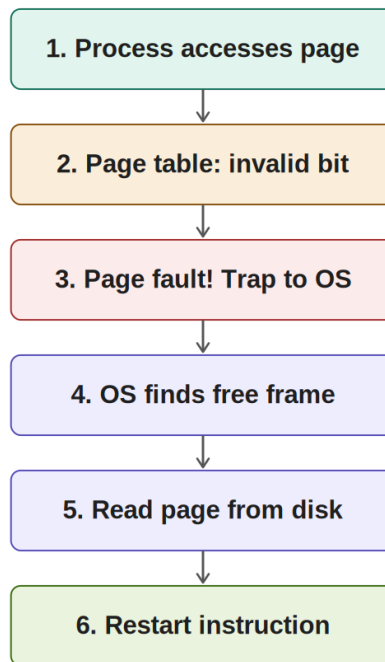 1. Process accesses page
2. Page table: invalid bit
3. Page fault! Trap to OS
4. OS finds free frame
5. Read page from disk
6. Restart instruction